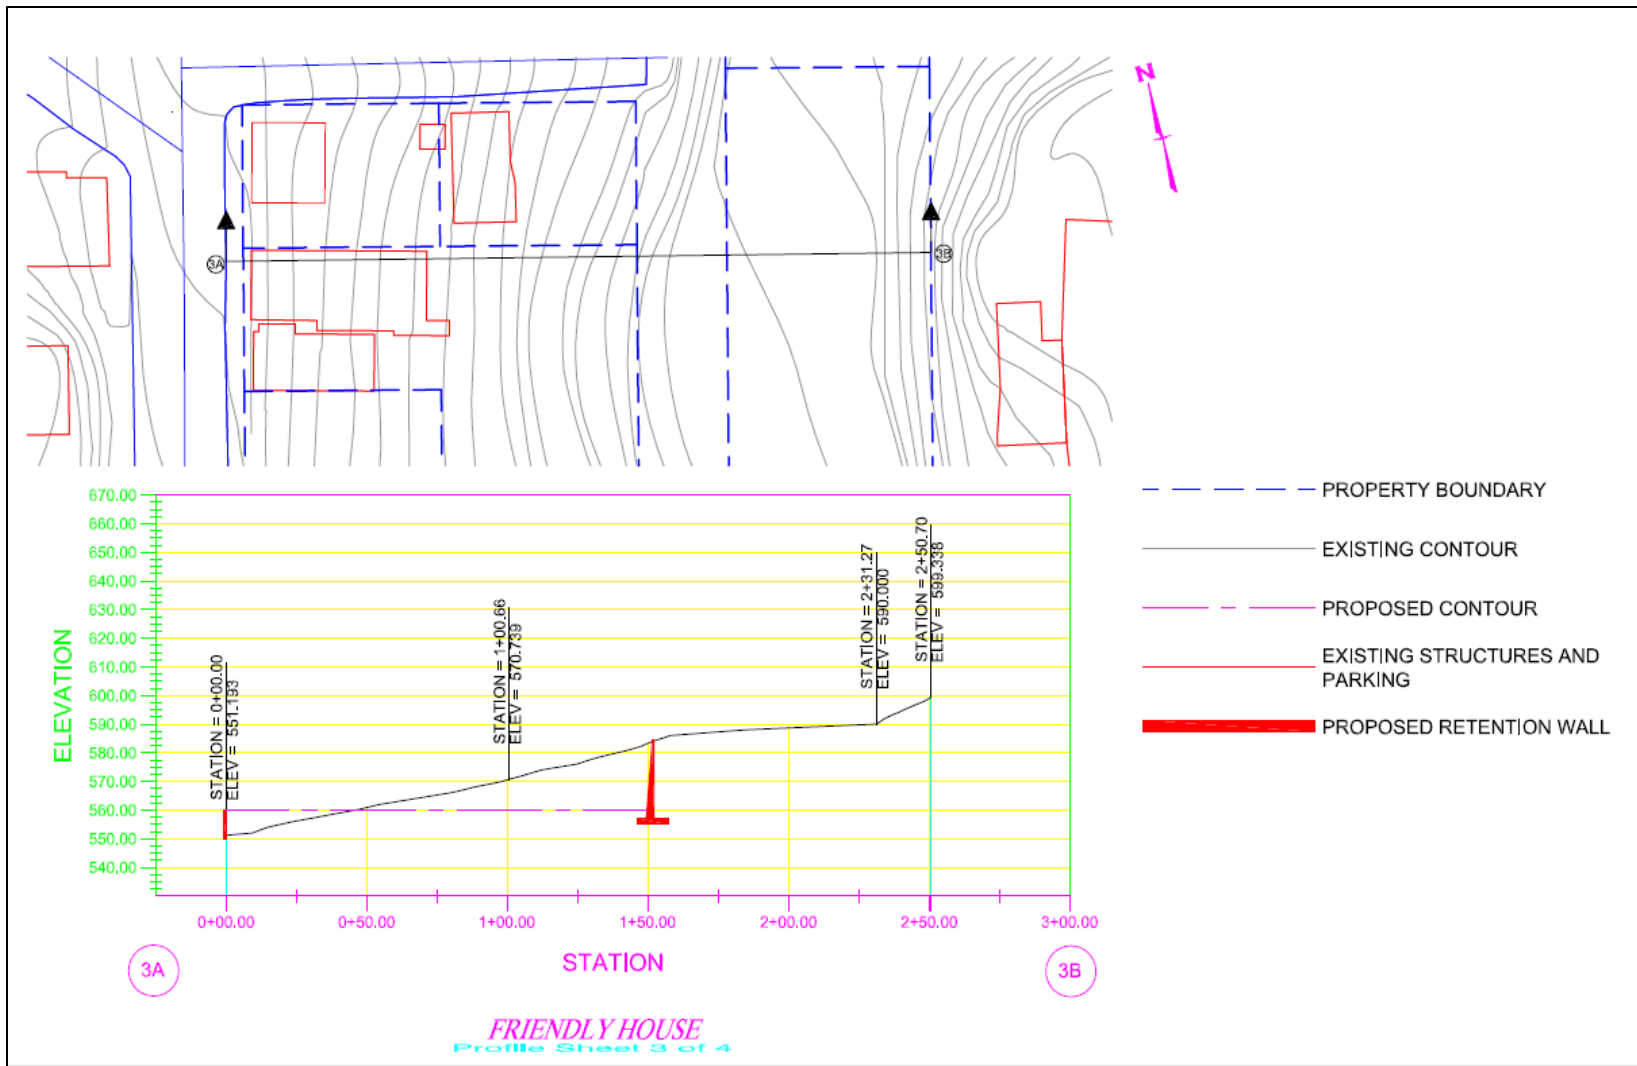 N
3A
3B
PROPERTY BOUNDARY
EXISTING CONTOUR
PROPOSED CONTOUR
EXISTING STRUCTURES AND
PARKING
PROPOSED RETENTION WALL
ELEVATION
670.00
660.00
650.00
640.00
630.00
620.00
610.00
600.00
590.00
580.00
570.00
560.00
550.00
540.00
STATION = 0+00.00
ELEV = 551.193
STATION = 1+00.66
ELEV = 570.739
STATION = 2+31.27
ELEV = 590.000
STATION = 2+50.70
ELEV = 599.338
0+00.00
0+50.00
1+00.00
1+50.00
2+00.00
2+50.00
3+00.00
3A
STATION
3B
FRIENDLY HOUSE
Profile Sheet 3 of 4